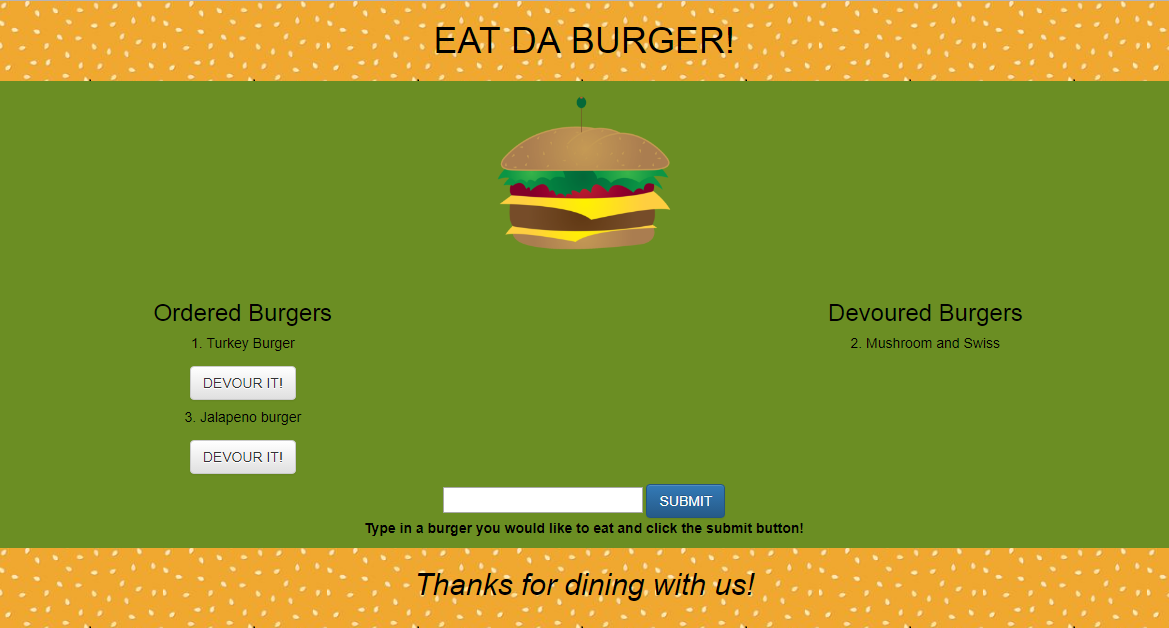 EAT DA BURGER!
Ordered Burgers
1. Turkey Burger
DEVOUR IT!
3. Jalapeno burger
DEVOUR IT!
Devoured Burgers
2. Mushroom and Swiss
SUBMIT
Type in a burger you would like to eat and click the submit button!
Thanks for dining with us!